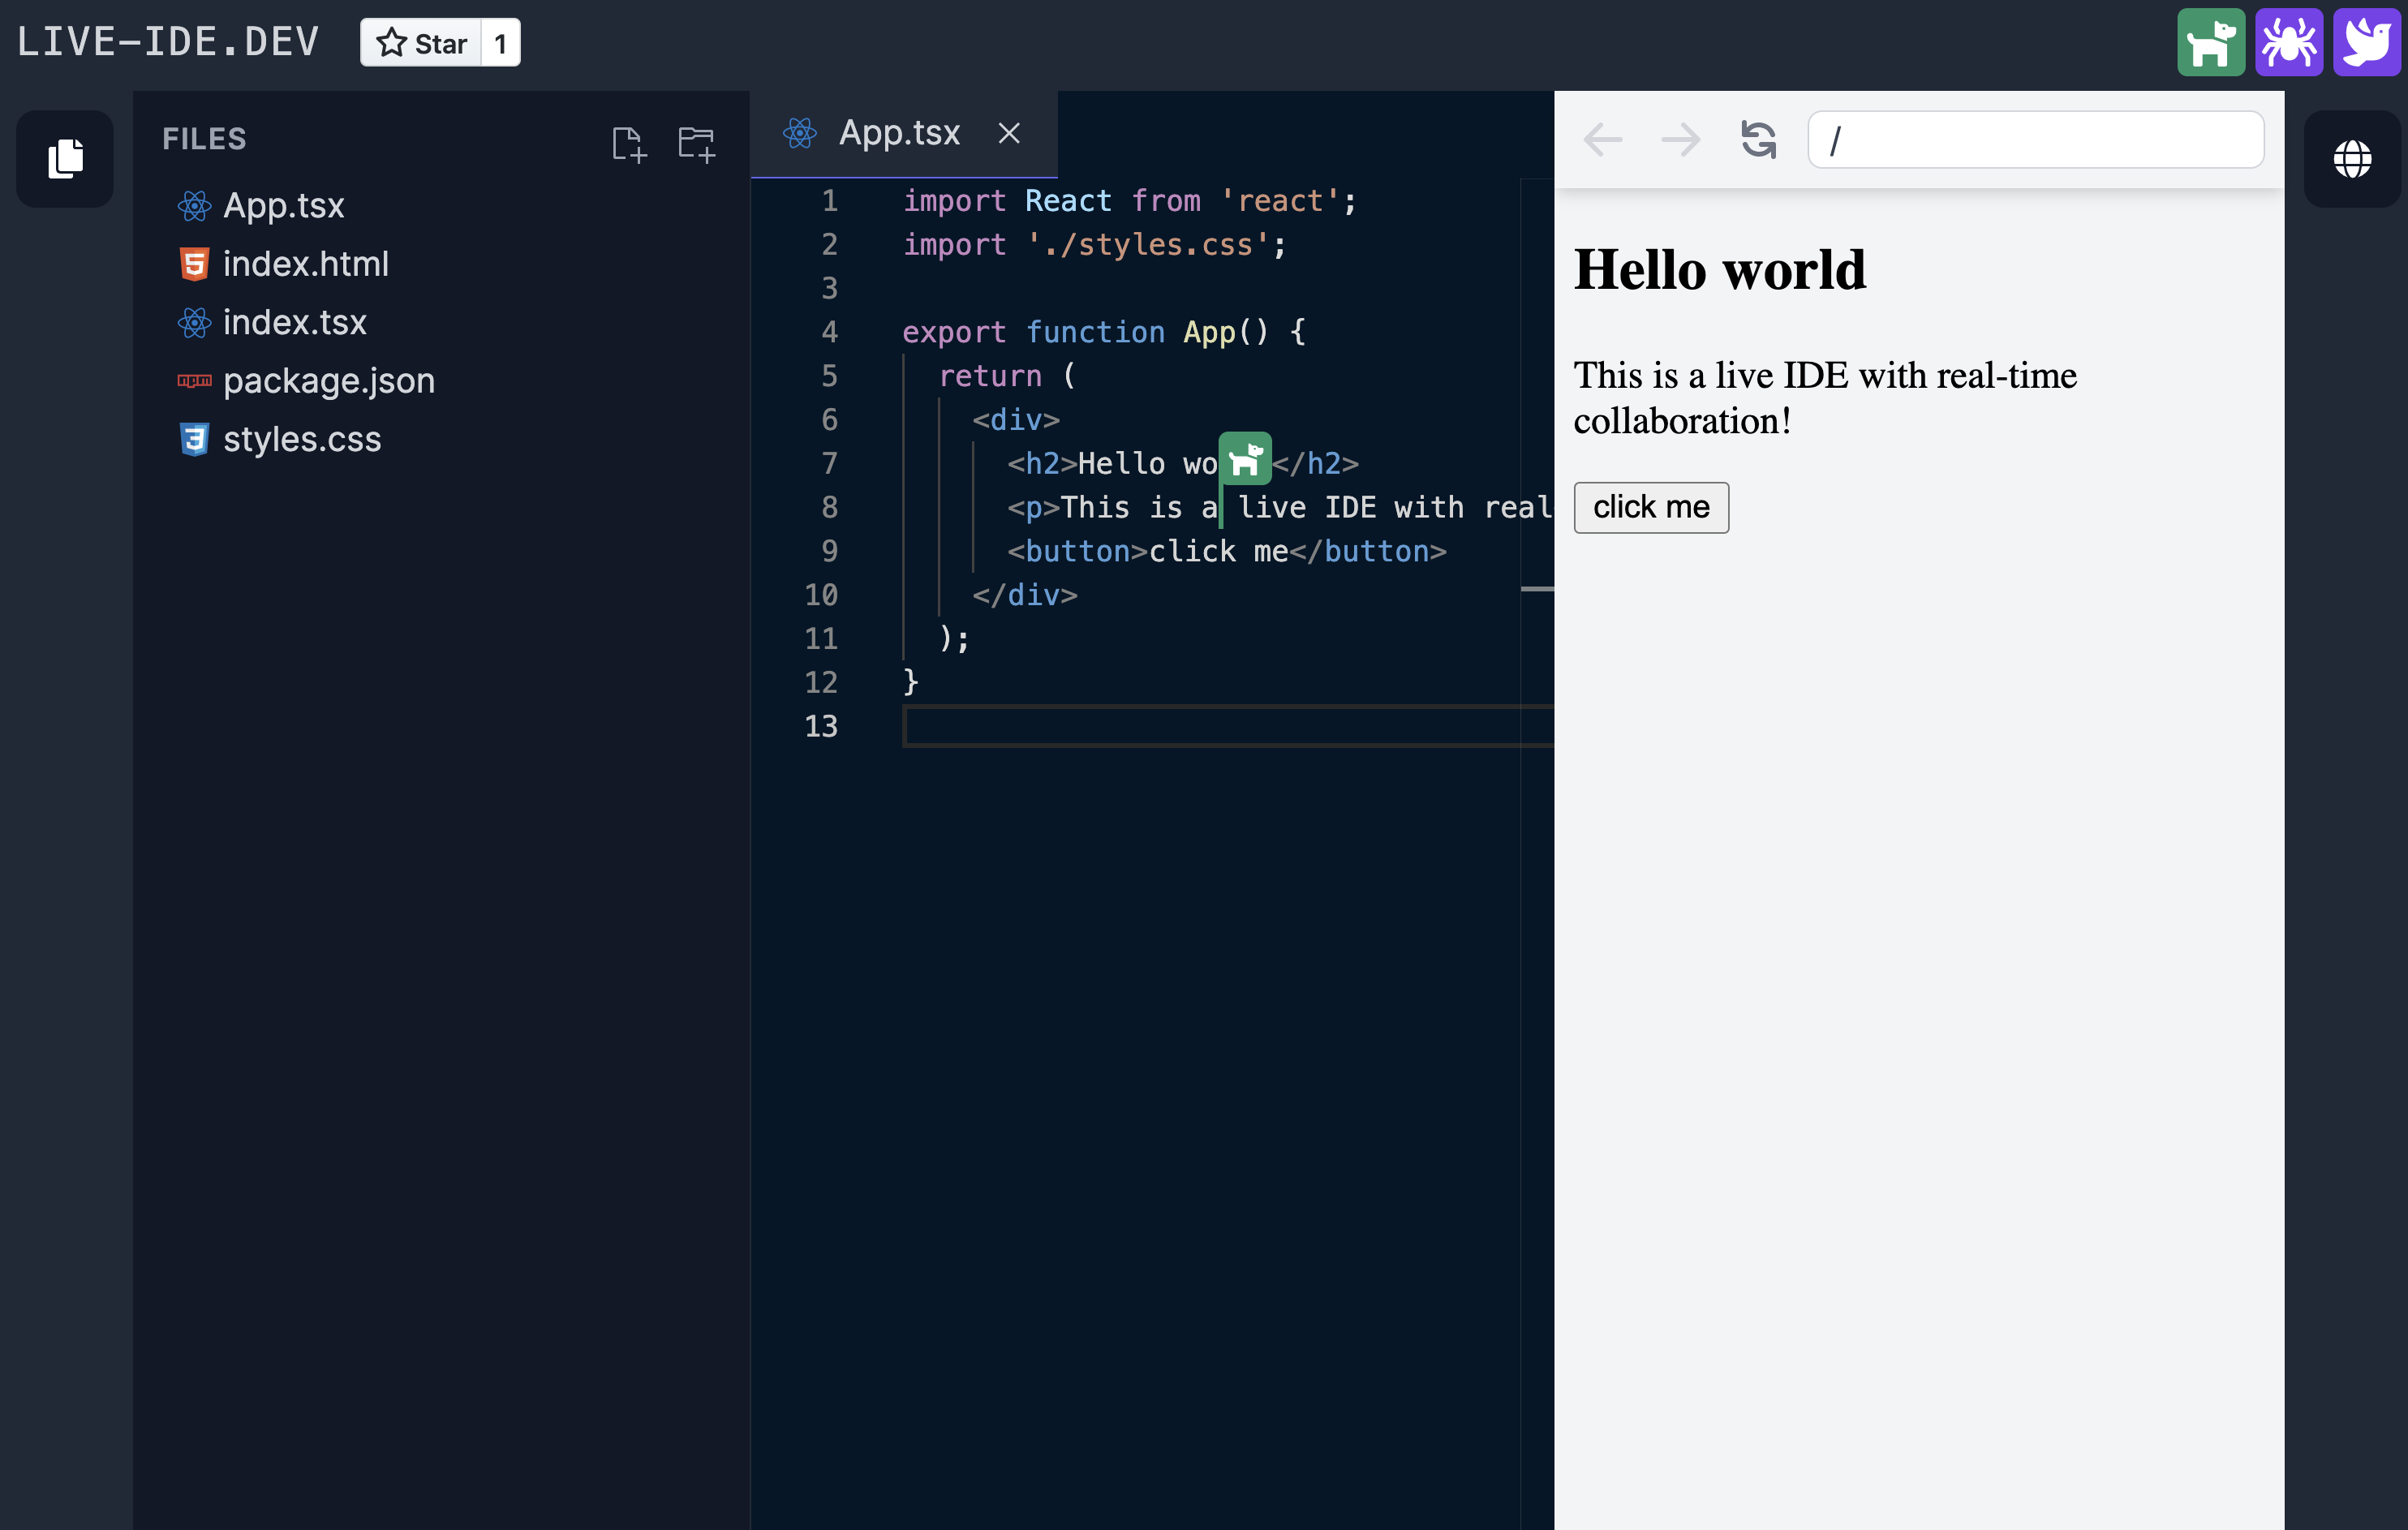 LIVE-IDE.DEV
Star 1
FILES
App.tsx
index.html
index.tsx
package.json
styles.css
App.tsx
1 import React from 'react';
2 import './styles.css';
3
4 export function App() {
5 return (
6 <div>
7 <h2>Hello wo</h2>
8 <p>This is a live IDE with real
9 <button>click me</button>
10 </div>
11 );
12 }
13
/
Hello world
This is a live IDE with real-time
collaboration!
click me